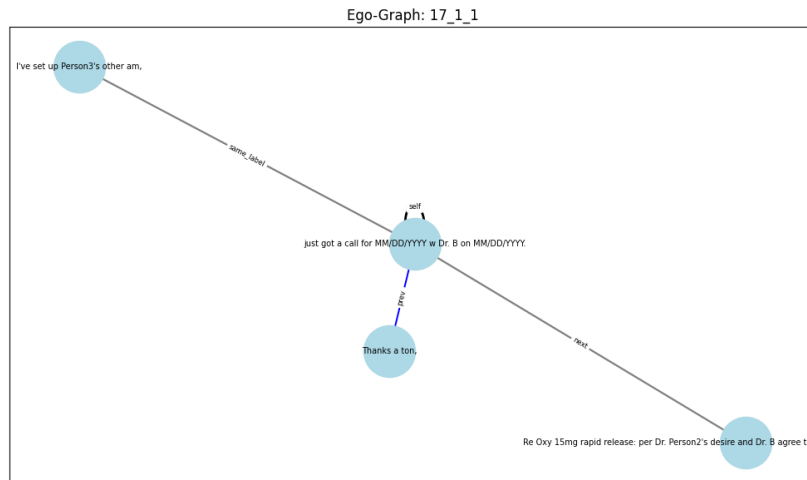 Ego-Graph: 17_1_1
I've set up Person3's other am,
same_label
self
just got a call for MM/DD/YYYY w Dr. B on MM/DD/YYYY.
prev
next
Thanks a ton,
Re Oxy 15mg rapid release: per Dr. Person2's desire and Dr. B agree t